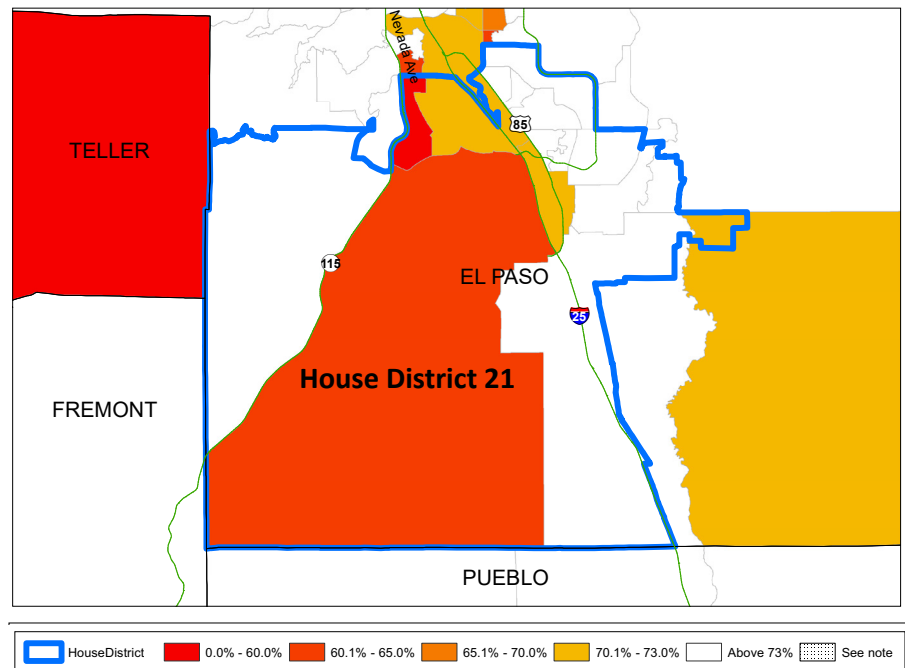 Nevada Ave
85
TELLER
115
EL PASO
25
House District 21
FREMONT
PUEBLO
HouseDistrict 0.0% - 60.0% 60.1% - 65.0% 65.1% - 70.0% 70.1% - 73.0% Above 73% See note